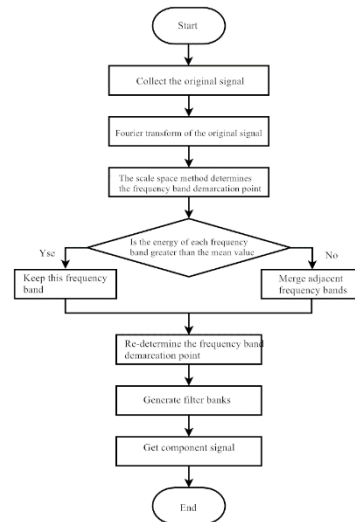 Start
Collect the original signal
Fourier transform of the original signal
The scale space method determines
the frequency band demarcation point
Is the energy of each frequency
band greater than the mean value
Yse
No
Keep this frequency
band
Merge adjacent
frequency bands
Re-determine the frequency band
demarcation point
Generate filter banks
Get component signal
End